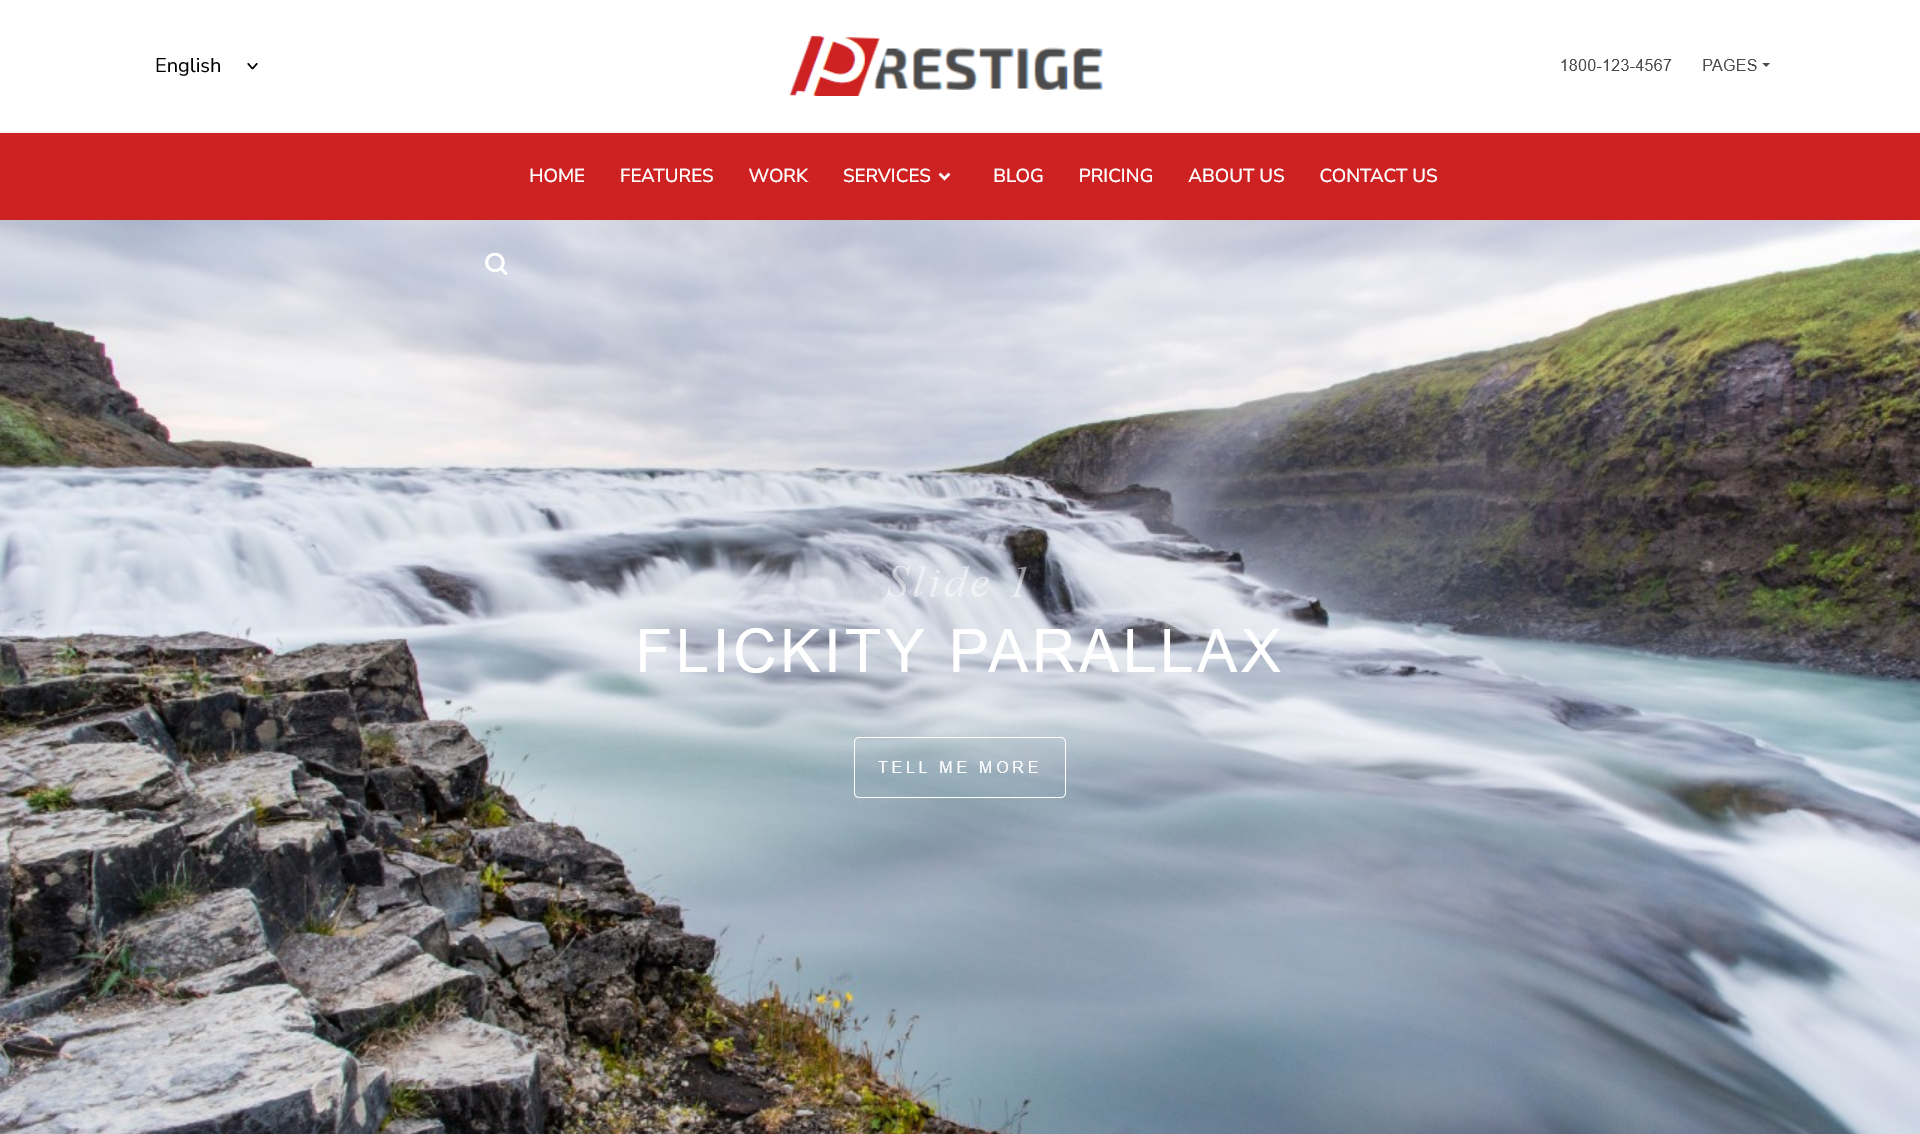 English
PRESTIGE
1800-123-4567
PAGES
HOME
FEATURES
WORK
SERVICES
BLOG
PRICING
ABOUT US
CONTACT US
Slide 1
FLICKITY PARALLAX
TELL ME MORE